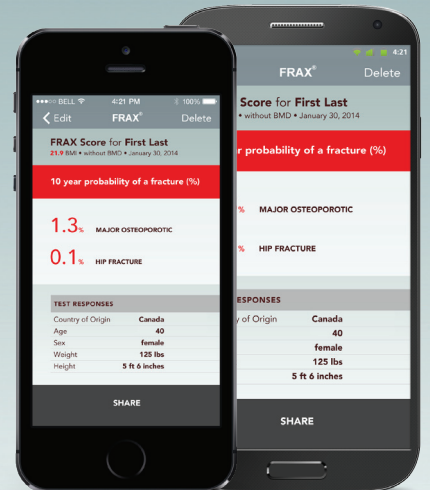 ●●●○○ BELL 4:21 PM 100%
Edit FRAX® Delete
FRAX Score for First Last
21.9 BMI • without BMD • January 30, 2014
10 year probability of a fracture (%)
1.3% MAJOR OSTEOPOROTIC
0.1% HIP FRACTURE
TEST RESPONSES
Country of Origin Canada
Age 40
Sex female
Weight 125 lbs
Height 5 ft 6 inches
SHARE
4:21
FRAX® Delete
Score for First Last
• without BMD • January 30, 2014
r probability of a fracture (%)
% MAJOR OSTEOPOROTIC
% HIP FRACTURE
ESPONSES
y of Origin Canada
40
female
125 lbs
5 ft 6 inches
SHARE